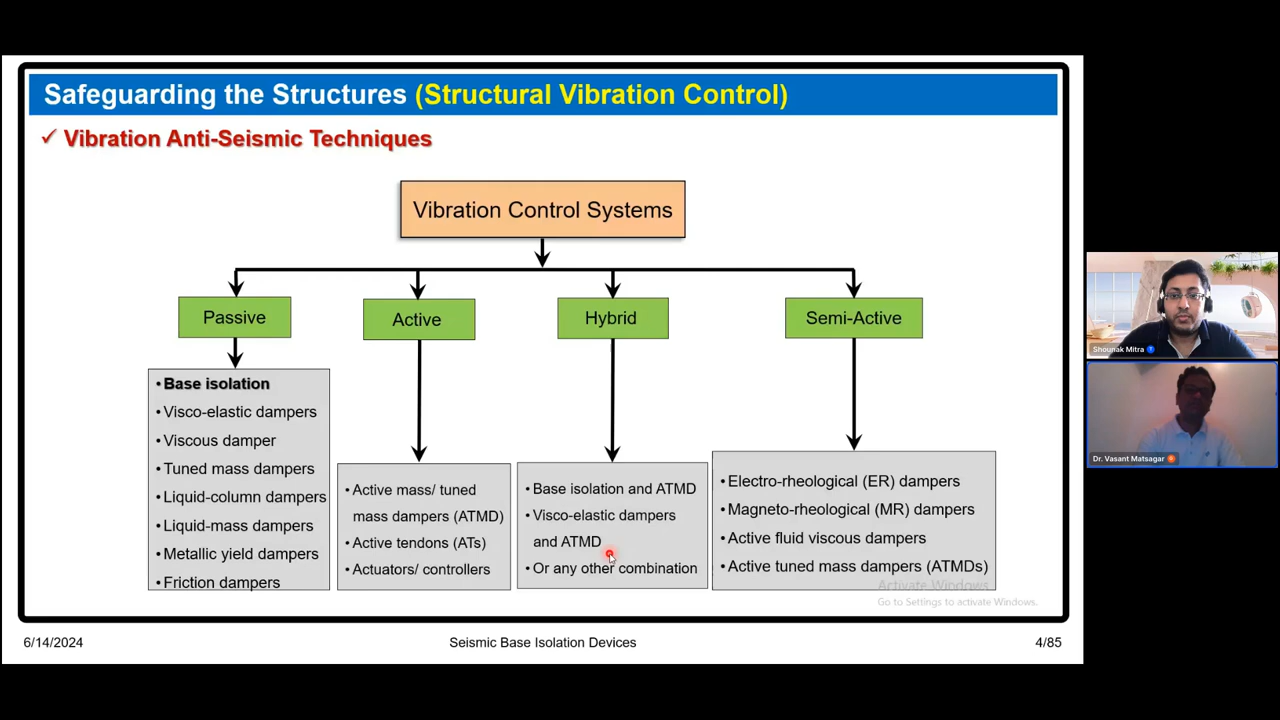 Safeguarding the Structures (Structural Vibration Control)
✓ Vibration Anti-Seismic Techniques
Vibration Control Systems
Passive
Active
Hybrid
Semi-Active
•Base isolation
•Visco-elastic dampers
•Viscous damper
•Tuned mass dampers
•Liquid-column dampers
•Liquid-mass dampers
•Metallic yield dampers
•Friction dampers
•Active mass/ tuned
mass dampers (ATMD)
•Active tendons (ATs)
•Actuators/ controllers
•Base isolation and ATMD
•Visco-elastic dampers
and ATMD
•Or any other combination
•Electro-rheological (ER) dampers
•Magneto-rheological (MR) dampers
•Active fluid viscous dampers
•Active tuned mass dampers (ATMDs)
Activate Windows
Go to Settings to activate Windows.
6/14/2024
Seismic Base Isolation Devices
4/85
Shounak Mitra
Dr. Vasant Matsagar